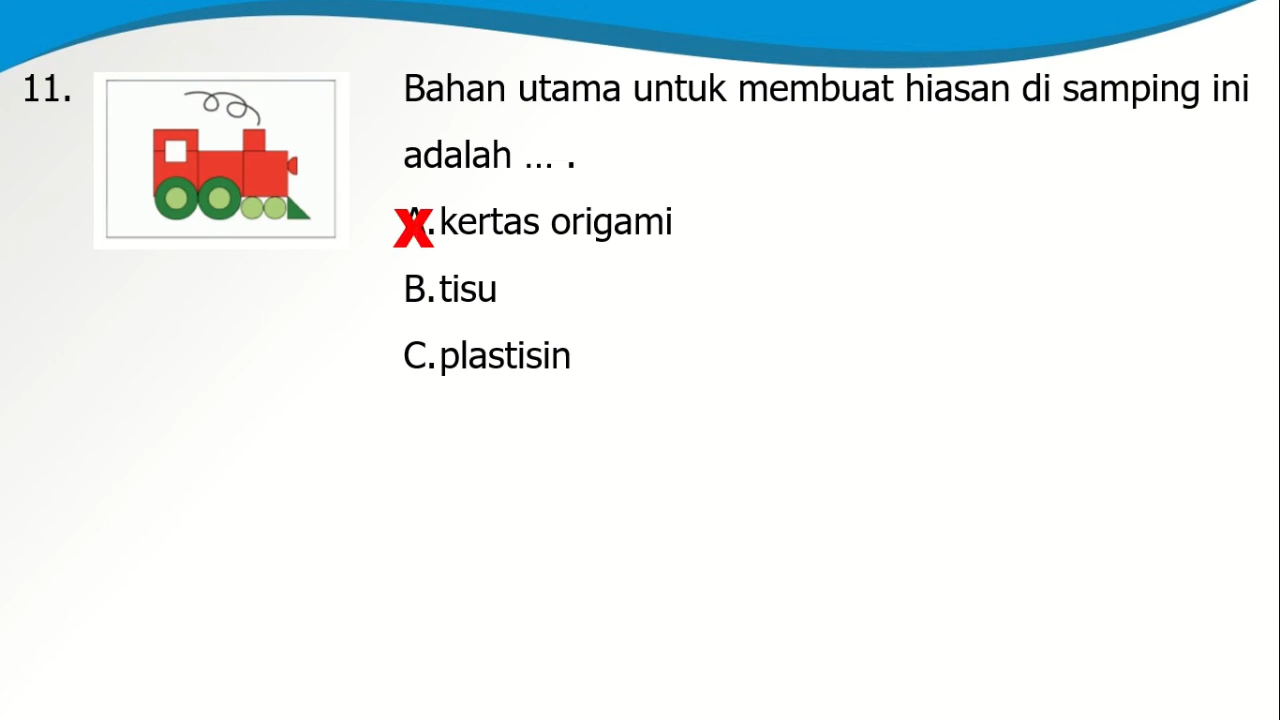 11. Bahan utama untuk membuat hiasan di samping ini
adalah ... .
A. kertas origami
B. tisu
C. plastisin